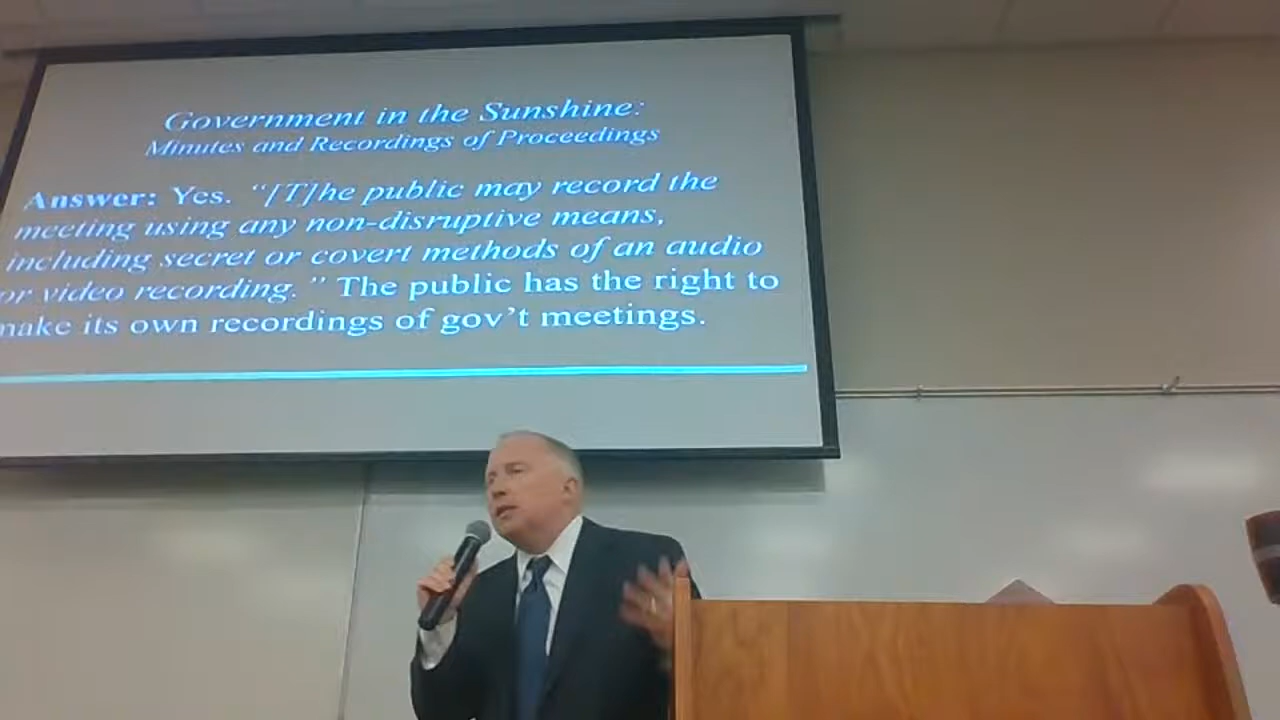 Government in the Sunshine:
Minutes and Recordings of Proceedings
Answer: Yes. "[T]he public may record the
meeting using any non-disruptive means,
including secret or covert methods of an audio
or video recording." The public has the right to
make its own recordings of gov't meetings.